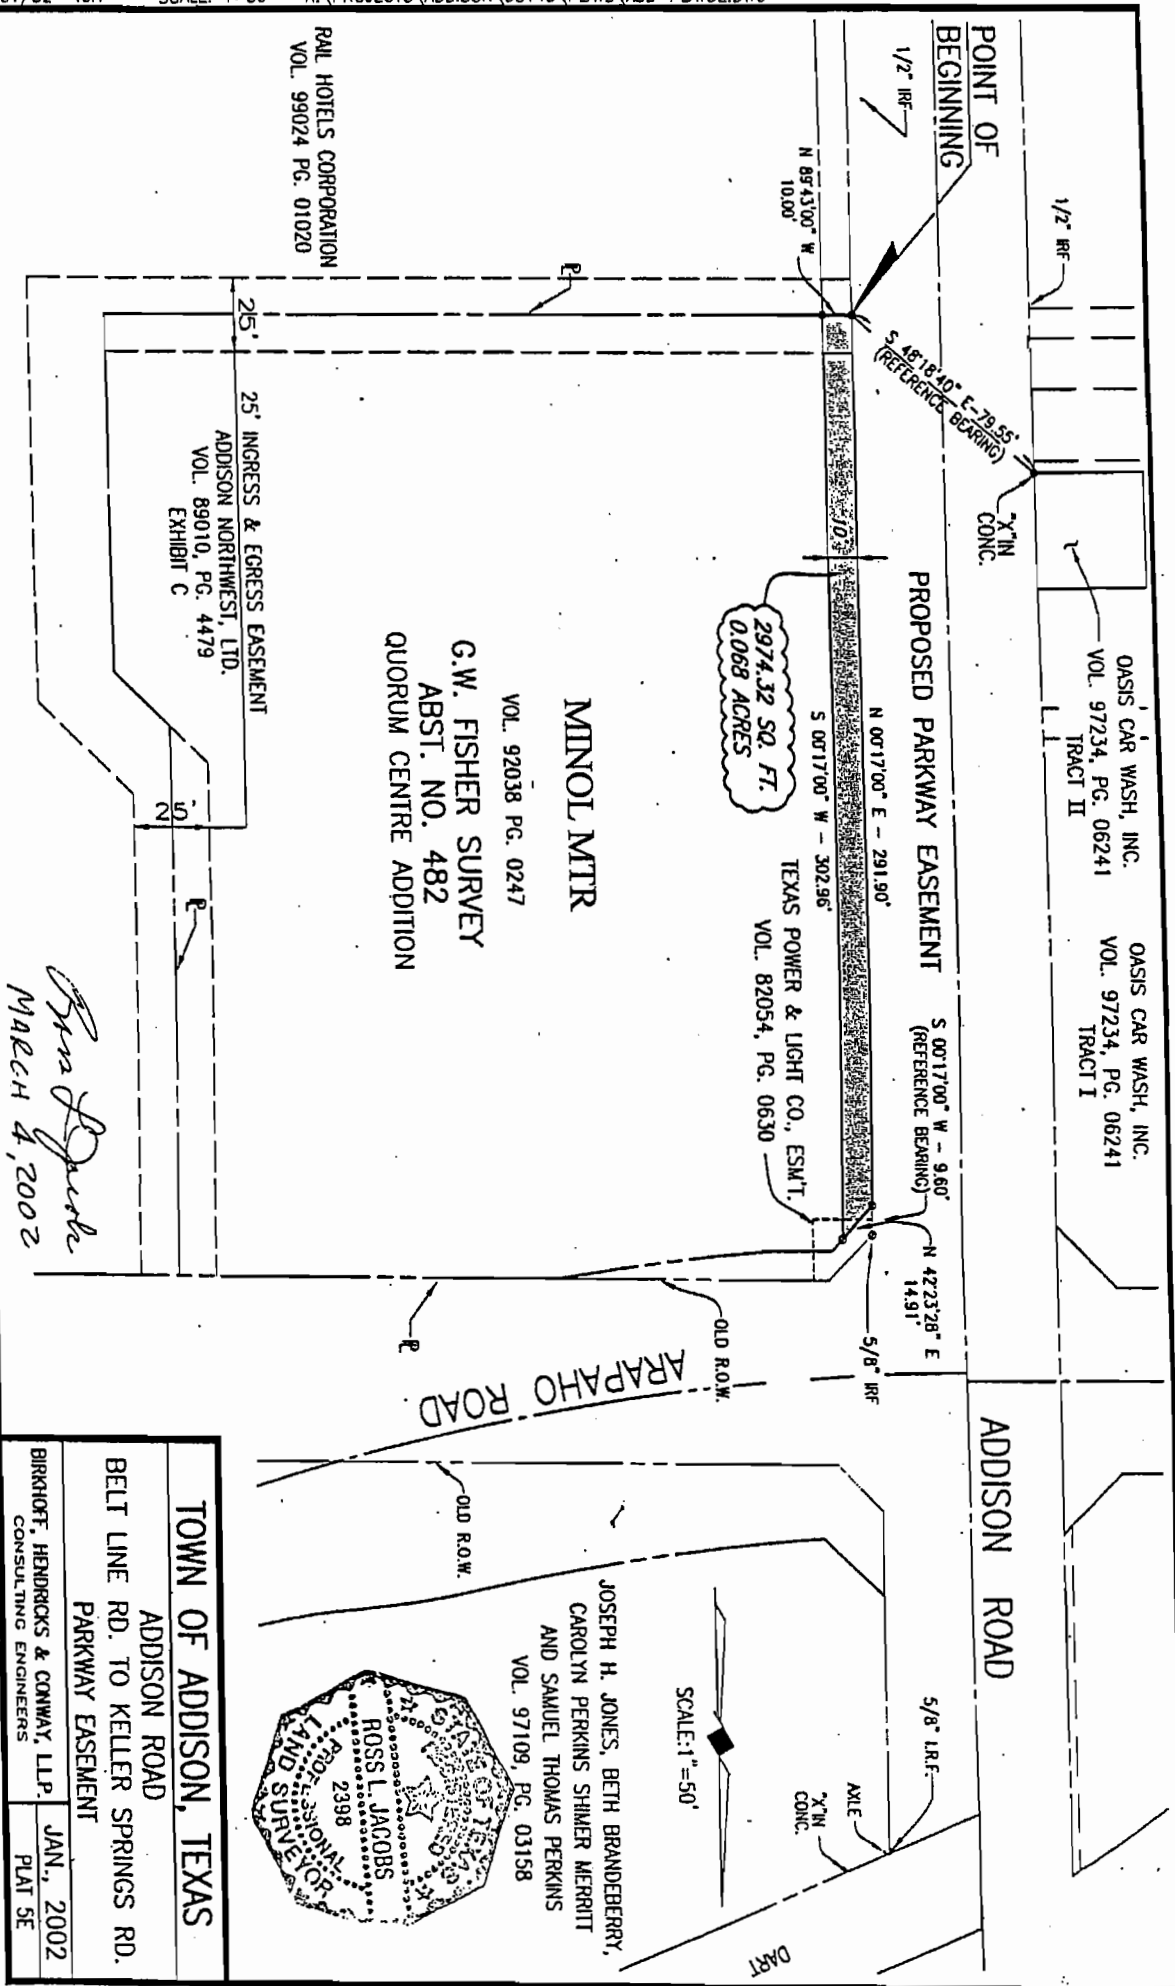 POINT OF
BEGINNING
1/2" IRF
1/2" IRF
N 89°43'00" W
10.00'
S 48°18'40" E-79.55'
(REFERENCE BEARING)
"X" IN
CONC.
OASIS CAR WASH, INC.
VOL. 97234, PG. 06241
TRACT II
OASIS CAR WASH, INC.
VOL. 97234, PG. 06241
TRACT I
PROPOSED PARKWAY EASEMENT
N 00°17'00" E - 291.90'
10'
S 00°17'00" W - 302.96'
2974.32 SQ. FT.
0.068 ACRES
TEXAS POWER & LIGHT CO., ESM'T.
VOL. 82054, PG. 0630
S 00°17'00" W - 9.60'
(REFERENCE BEARING)
N 42°23'28" E
14.91'
5/8" IRF
OLD R.O.W.
RAIL HOTELS CORPORATION
VOL. 99024 PG. 01020
P
25'
25' INGRESS & EGRESS EASEMENT
ADDISON NORTHWEST, LTD.
VOL. 89010, PG. 4479
EXHIBIT C
25'
P
MINOL MTR
VOL. 92038 PG. 0247
G.W. FISHER SURVEY
ABST. NO. 482
QUORUM CENTRE ADDITION
P
MARCH 4, 2002
ARAPAHO ROAD
OLD R.O.W.
ADDISON ROAD
5/8" I.R.F.
AXLE
"X" IN
CONC.
DART
SCALE: 1"=50'
JOSEPH H. JONES, BETH BRANDEBERRY,
CAROLYN PERKINS SHIMER MERRITT
AND SAMUEL THOMAS PERKINS
VOL. 97109, PG. 03158
STATE OF TEXAS
REGISTERED
ROSS L. JACOBS
2398
PROFESSIONAL
LAND SURVEYOR
TOWN OF ADDISON, TEXAS
ADDISON ROAD
BELT LINE RD. TO KELLER SPRINGS RD.
PARKWAY EASEMENT
BIRKHOFF, HENDRICKS & CONWAY, L.L.P.
CONSULTING ENGINEERS
JAN., 2002
PLAT 5E